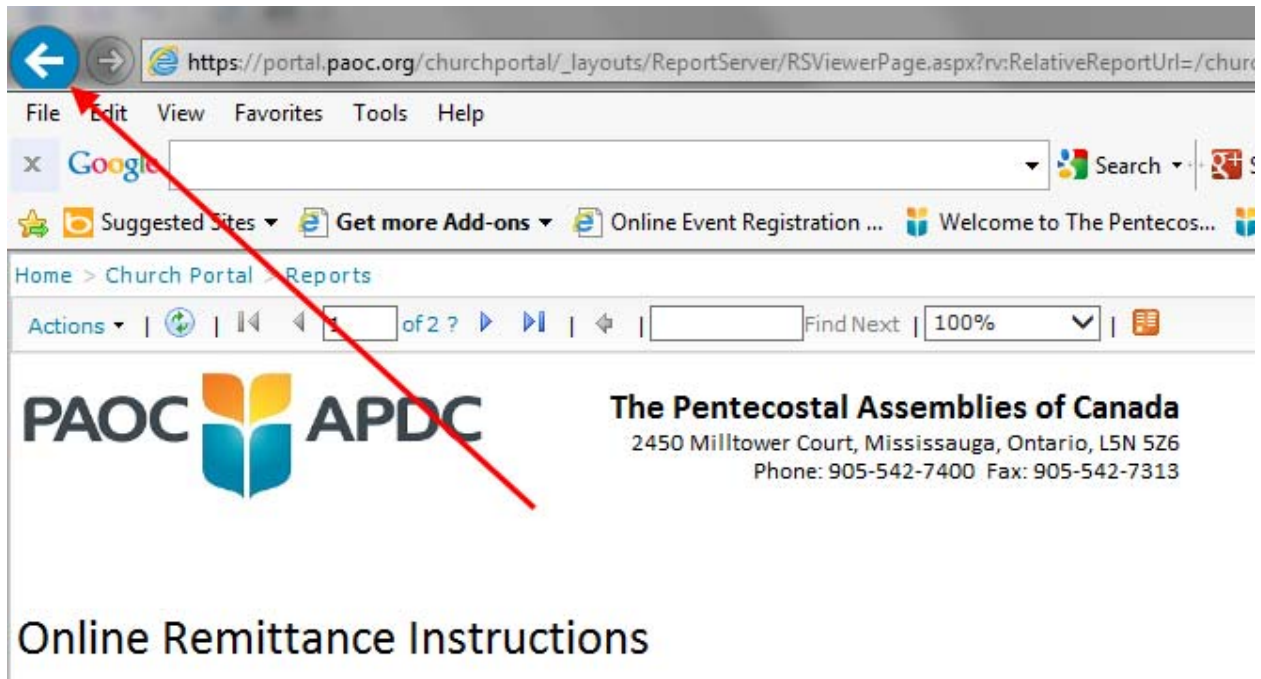 https://portal.paoc.org/churchportal/_layouts/ReportServer/RSViewerPage.aspx?rv:RelativeReportUrl=/churc
File Edit View Favorites Tools Help
x Google Search
Suggested Sites Get more Add-ons Online Event Registration ... Welcome to The Pentecos...
Home > Church Portal > Reports
Actions | | 1 of 2 ? | | Find Next | 100% |
PAOC APDC
The Pentecostal Assemblies of Canada
2450 Milltower Court, Mississauga, Ontario, L5N 5Z6
Phone: 905-542-7400 Fax: 905-542-7313
Online Remittance Instructions